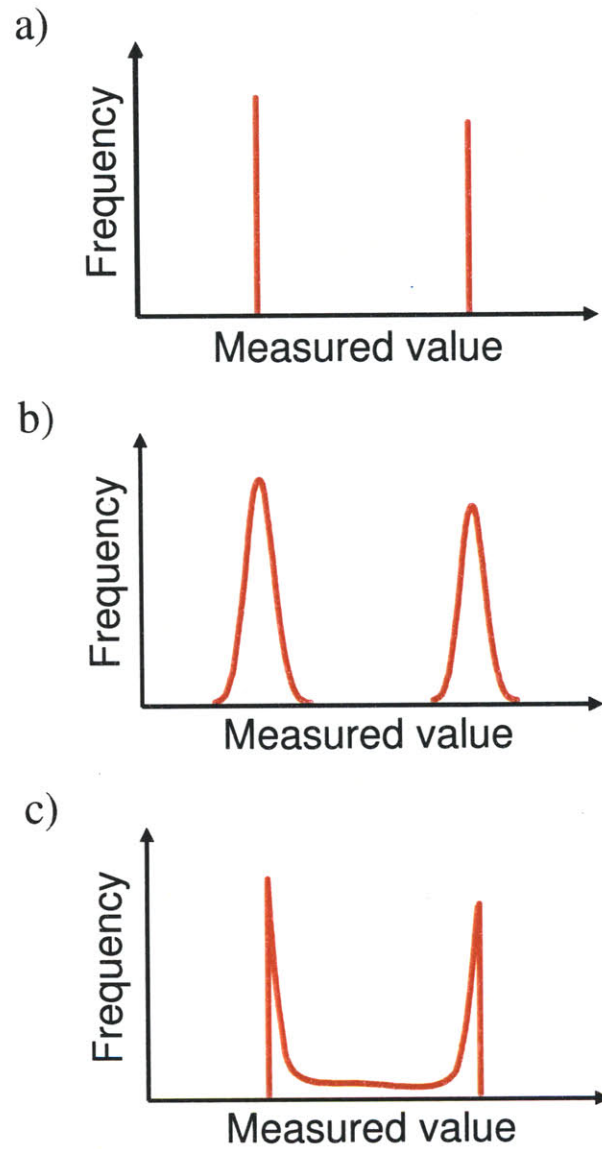 a)
Frequency
Measured value
b)
Frequency
Measured value
c)
Frequency
Measured value